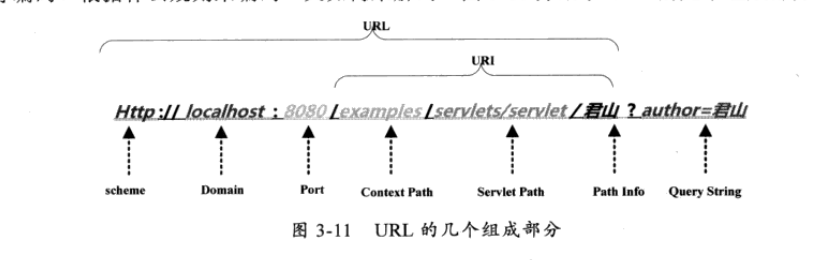 URL
URI
Http:// localhost : 8080 /examples /servlets/servlet /君山 ? author=君山
scheme Domain Port Context Path Servlet Path Path Info Query String
图 3-11 URL 的几个组成部分